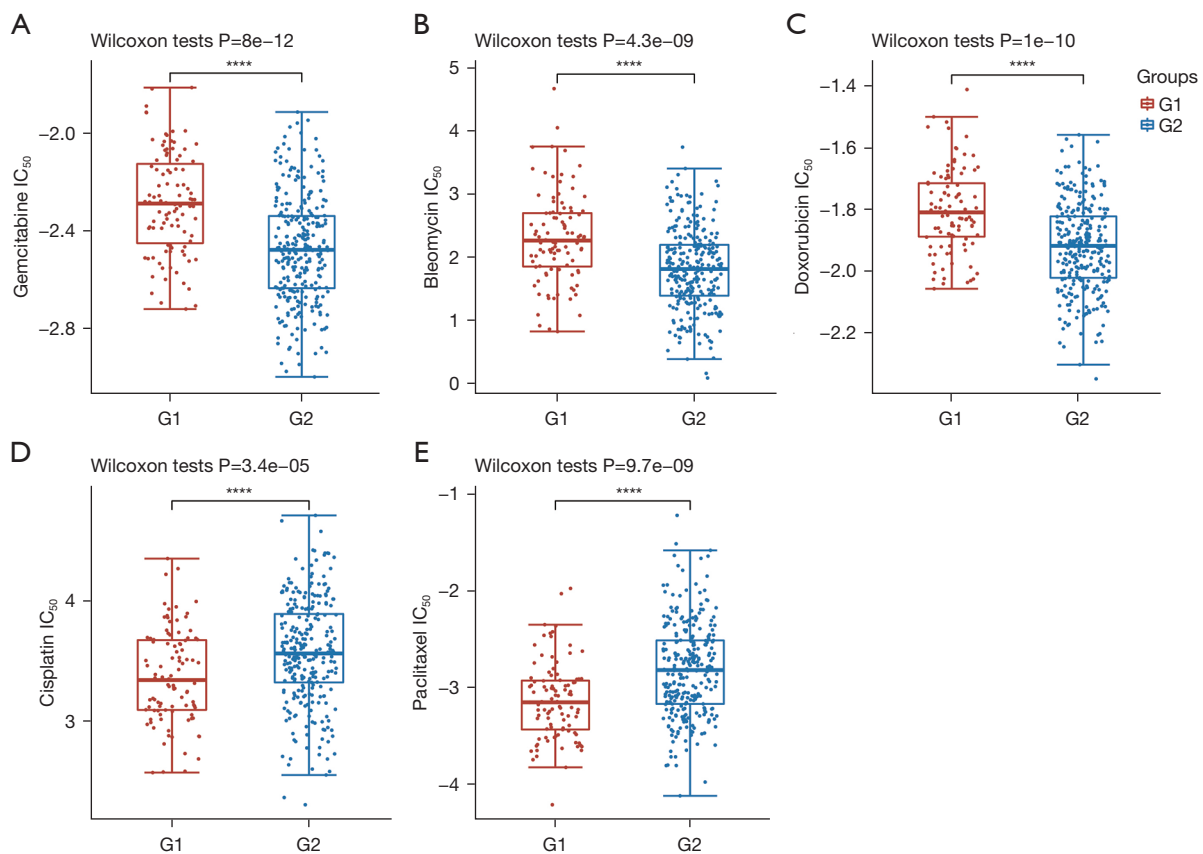 A
Wilcoxon tests P=8e−12
****
Gemcitabine IC50
−2.0
−2.4
−2.8
G1
G2
B
Wilcoxon tests P=4.3e−09
****
Bleomycin IC50
5
4
3
2
1
0
G1
G2
C
Wilcoxon tests P=1e−10
****
Doxorubicin IC50
−1.4
−1.6
−1.8
−2.0
−2.2
G1
G2
Groups
G1
G2
D
Wilcoxon tests P=3.4e−05
****
Cisplatin IC50
4
3
G1
G2
E
Wilcoxon tests P=9.7e−09
****
Paclitaxel IC50
−1
−2
−3
−4
G1
G2